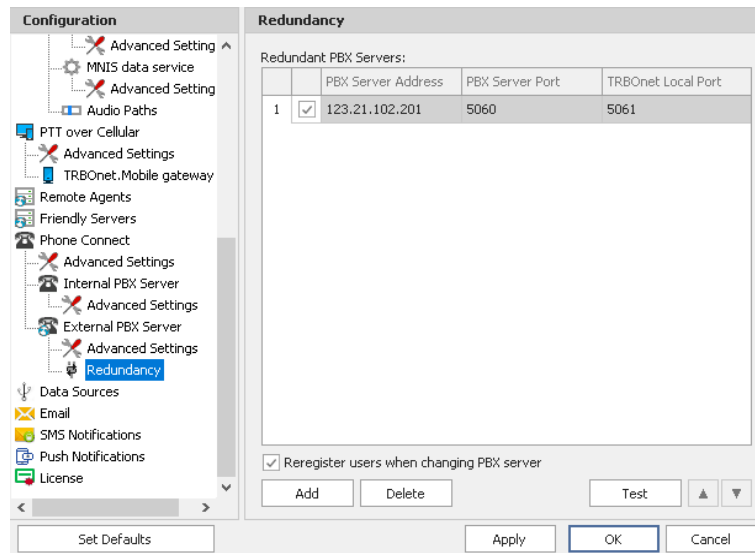 Configuration
Advanced Setting
MNIS data service
Advanced Setting
Audio Paths
PTT over Cellular
Advanced Settings
TRBOnet.Mobile gateway
Remote Agents
Friendly Servers
Phone Connect
Advanced Settings
Internal PBX Server
Advanced Settings
External PBX Server
Advanced Settings
Redundancy
Data Sources
Email
SMS Notifications
Push Notifications
License
Set Defaults
Redundancy
Redundant PBX Servers:
PBX Server Address PBX Server Port TRBOnet Local Port
1 123.21.102.201 5060 5061
Reregister users when changing PBX server
Add Delete Test
Apply OK Cancel